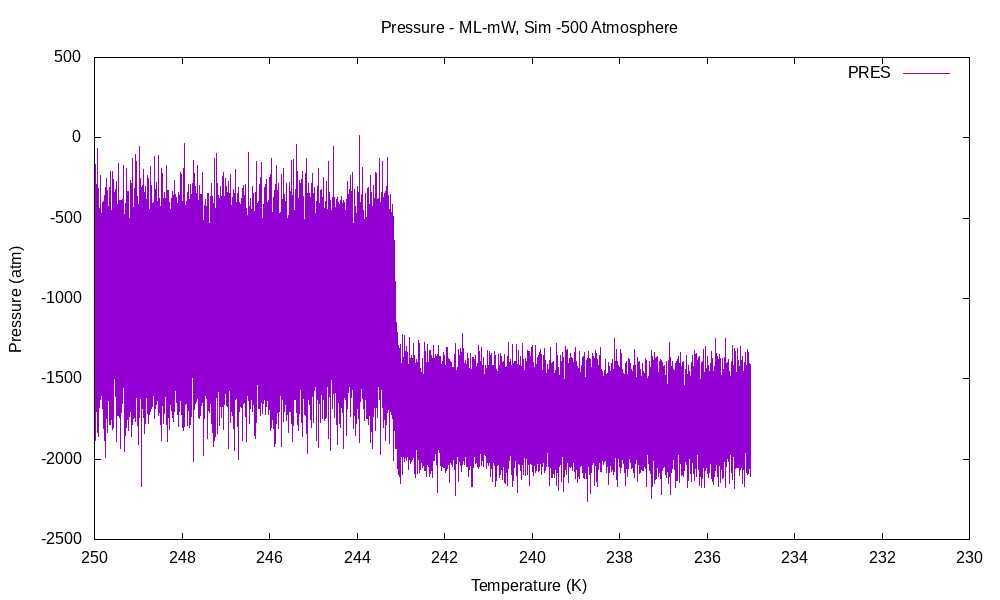 Pressure - ML-mW, Sim -500 Atmosphere
PRES
500
0
-500
-1000
-1500
-2000
-2500
Pressure (atm)
250 248 246 244 242 240 238 236 234 232 230
Temperature (K)